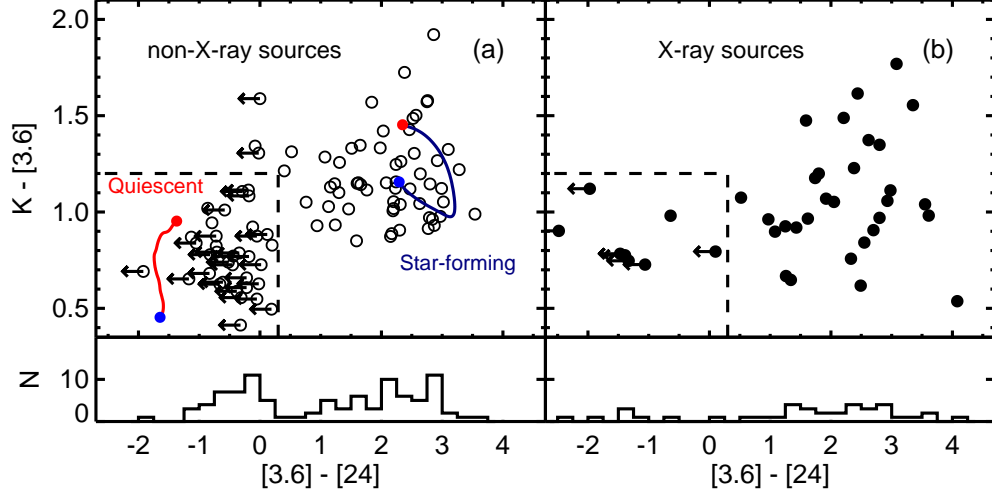 non-X-ray sources (a)
X-ray sources (b)
2.0
1.5
1.0
0.5
K - [3.6]
Quiescent
Star-forming
10
0
N
-2 -1 0 1 2 3 4
-2 -1 0 1 2 3 4
[3.6] - [24]
[3.6] - [24]